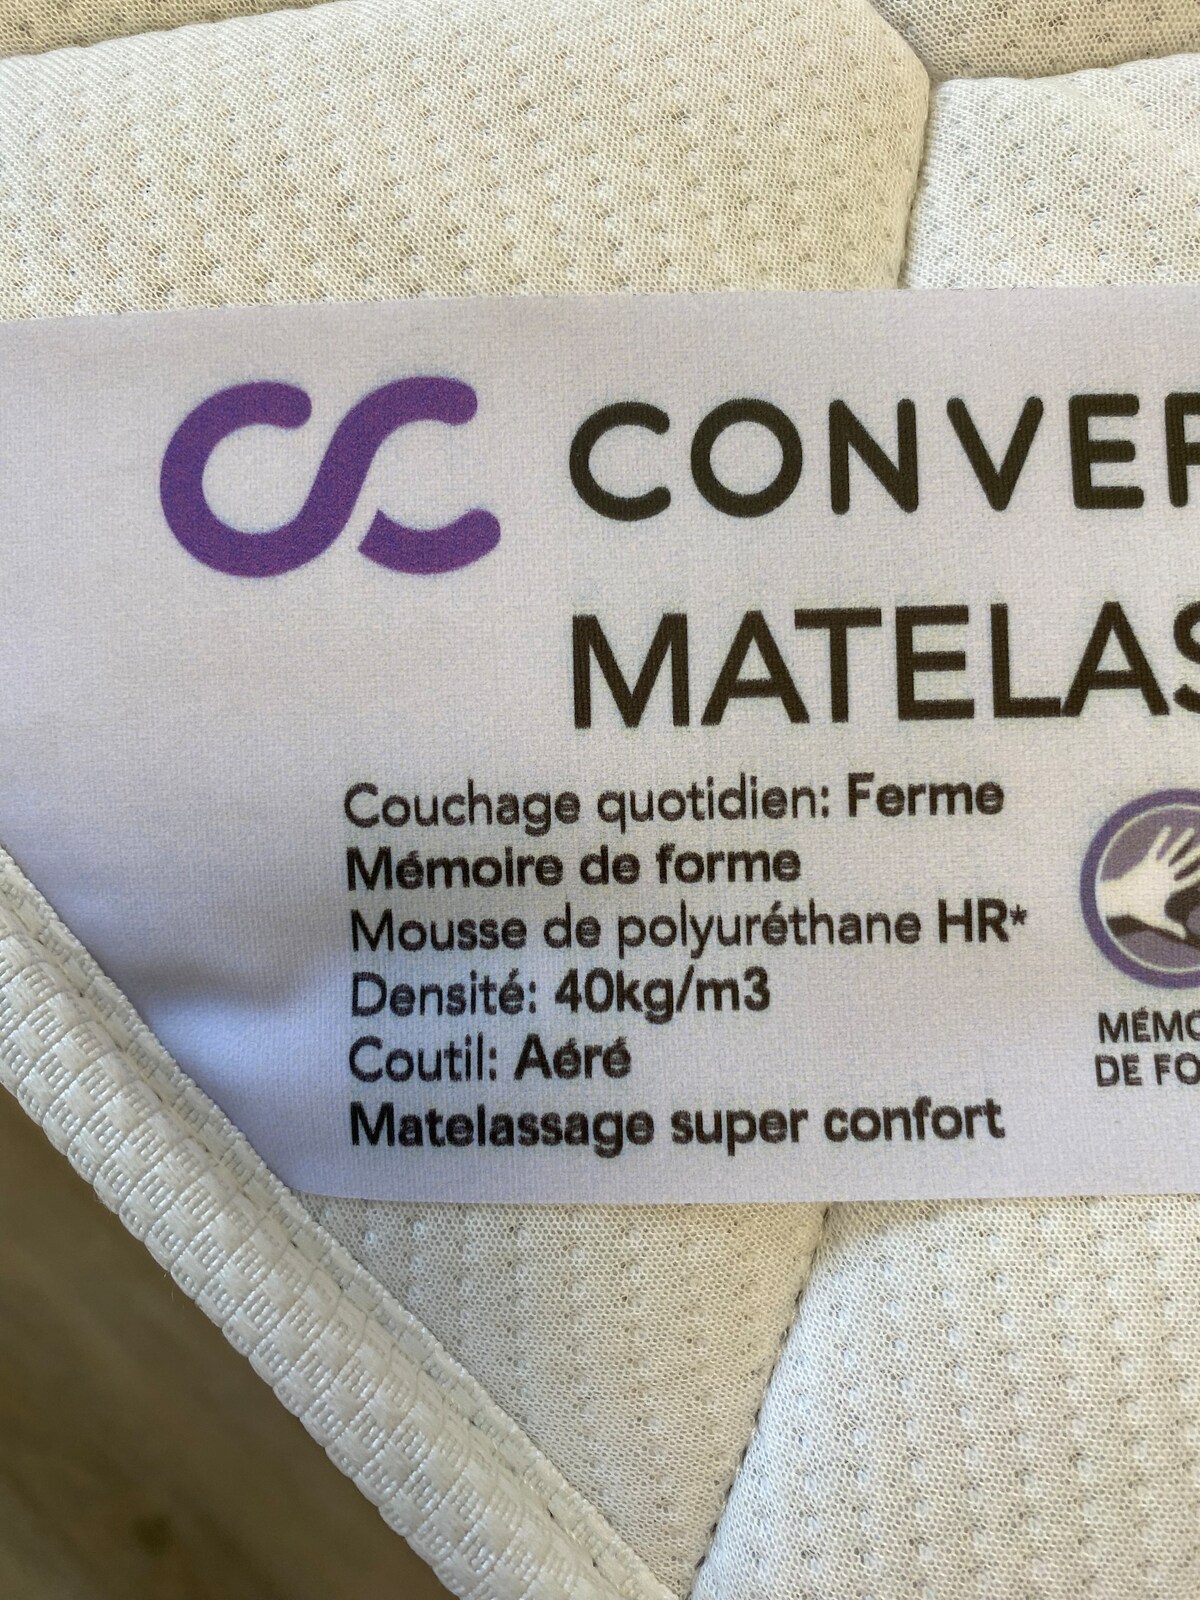 CONVER
MATELAS
Couchage quotidien: Ferme
Mémoire de forme
Mousse de polyuréthane HR*
Densité: 40kg/m3
Coutil: Aéré
Matelassage super confort
MÉMO
DE FO